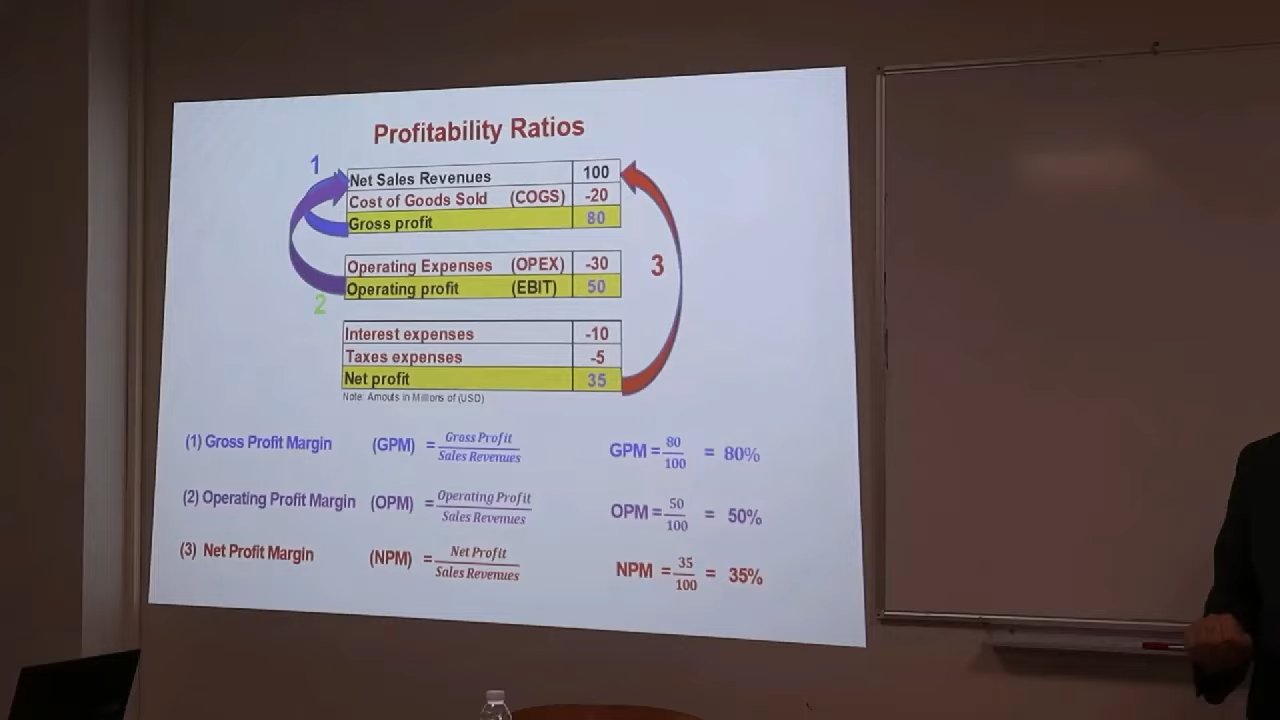 Profitability Ratios
1
Net Sales Revenues 100
Cost of Goods Sold (COGS) -20
Gross profit 80
Operating Expenses (OPEX) -30
3
Operating profit (EBIT) 50
2
Interest expenses -10
Taxes expenses -5
Net profit 35
Note: Amouts in Millions of (USD)
(1) Gross Profit Margin (GPM) = Gross Profit / Sales Revenues GPM = 80 / 100 = 80%
(2) Operating Profit Margin (OPM) = Operating Profit / Sales Revenues OPM = 50 / 100 = 50%
(3) Net Profit Margin (NPM) = Net Profit / Sales Revenues NPM = 35 / 100 = 35%